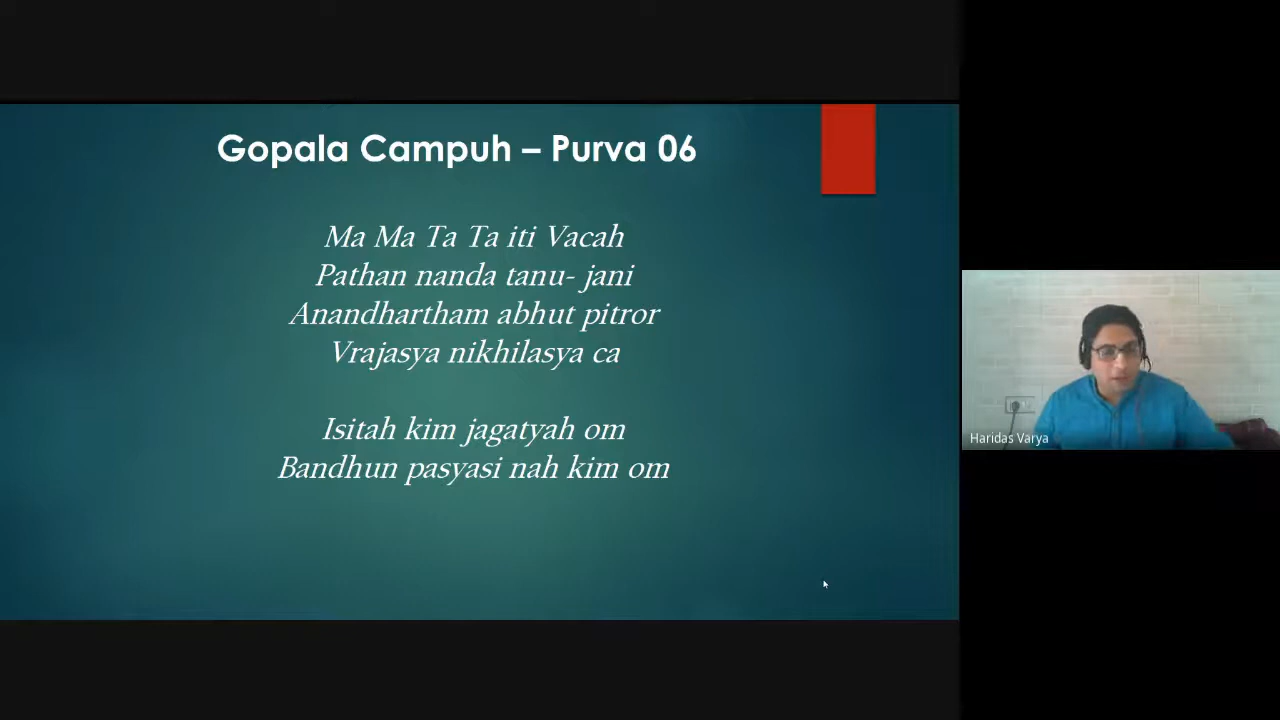 Gopala Campuh – Purva 06
Ma Ma Ta Ta iti Vacah
Pathan nanda tanu- jani
Anandhartham abhut pitror
Vrajasya nikhilasya ca
Isitah kim jagatyah om
Bandhun pasyasi nah kim om
Haridas Varya